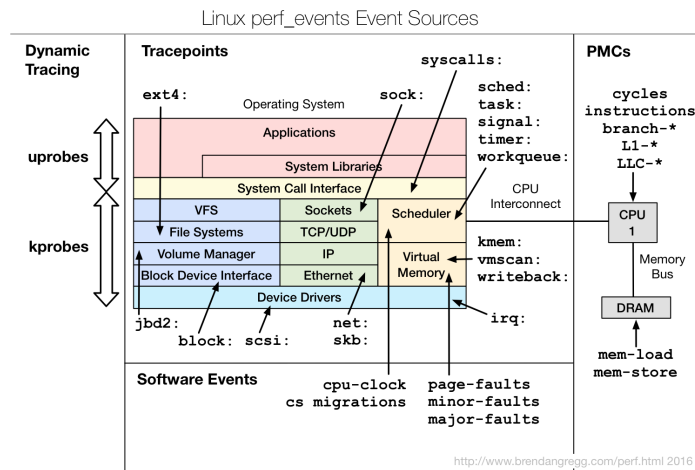 Linux perf_events Event Sources
Dynamic
Tracing
Tracepoints
PMCs
syscalls:
ext4:
Operating System
sock:
sched:
task:
signal:
timer:
workqueue:
cycles
instructions
branch-*
L1-*
LLC-*
uprobes
kprobes
Applications
System Libraries
System Call Interface
VFS
Sockets
Scheduler
File Systems
TCP/UDP
Volume Manager
IP
Virtual
Memory
Block Device Interface
Ethernet
Device Drivers
CPU
Interconnect
CPU
1
kmem:
vmscan:
writeback:
Memory
Bus
DRAM
jbd2:
block:
scsi:
net:
skb:
irq:
mem-load
mem-store
Software Events
cpu-clock
cs migrations
page-faults
minor-faults
major-faults
http://www.brendangregg.com/perf.html 2016